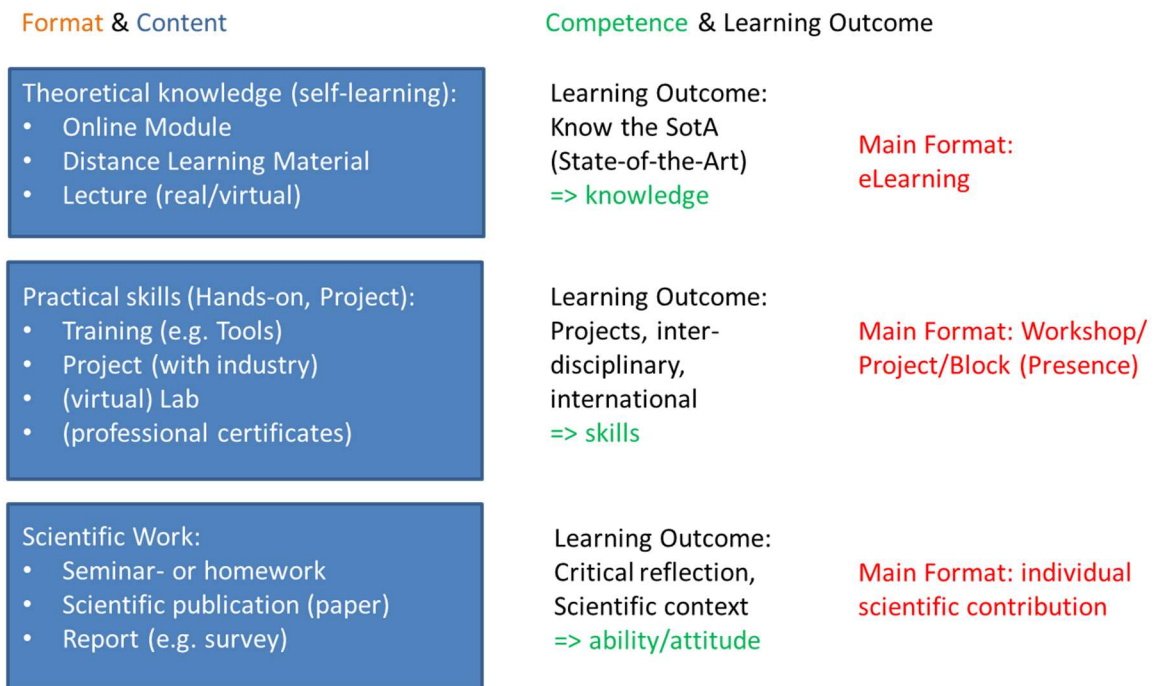 Format & Content
Competence & Learning Outcome
Theoretical knowledge (self-learning):
• Online Module
• Distance Learning Material
• Lecture (real/virtual)
Learning Outcome:
Know the SotA
(State-of-the-Art)
=> knowledge
Main Format:
eLearning
Practical skills (Hands-on, Project):
• Training (e.g. Tools)
• Project (with industry)
• (virtual) Lab
• (professional certificates)
Learning Outcome:
Projects, inter-
disciplinary,
international
=> skills
Main Format: Workshop/
Project/Block (Presence)
Scientific Work:
• Seminar- or homework
• Scientific publication (paper)
• Report (e.g. survey)
Learning Outcome:
Critical reflection,
Scientific context
=> ability/attitude
Main Format: individual
scientific contribution